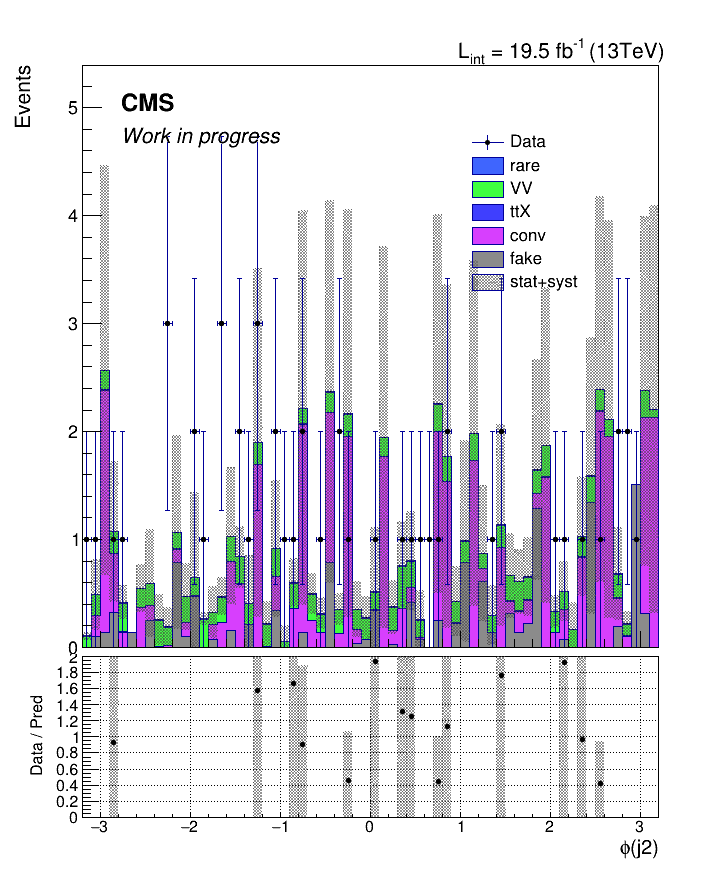 L_int = 19.5 fb^-1 (13TeV)
Events
CMS
Work in progress
Data
rare
VV
ttX
conv
fake
stat+syst
5
4
3
2
1
0
Data / Pred
2
1.8
1.6
1.4
1.2
1
0.8
0.6
0.4
0.2
0
−3 −2 −1 0 1 2 3
ϕ(j2)